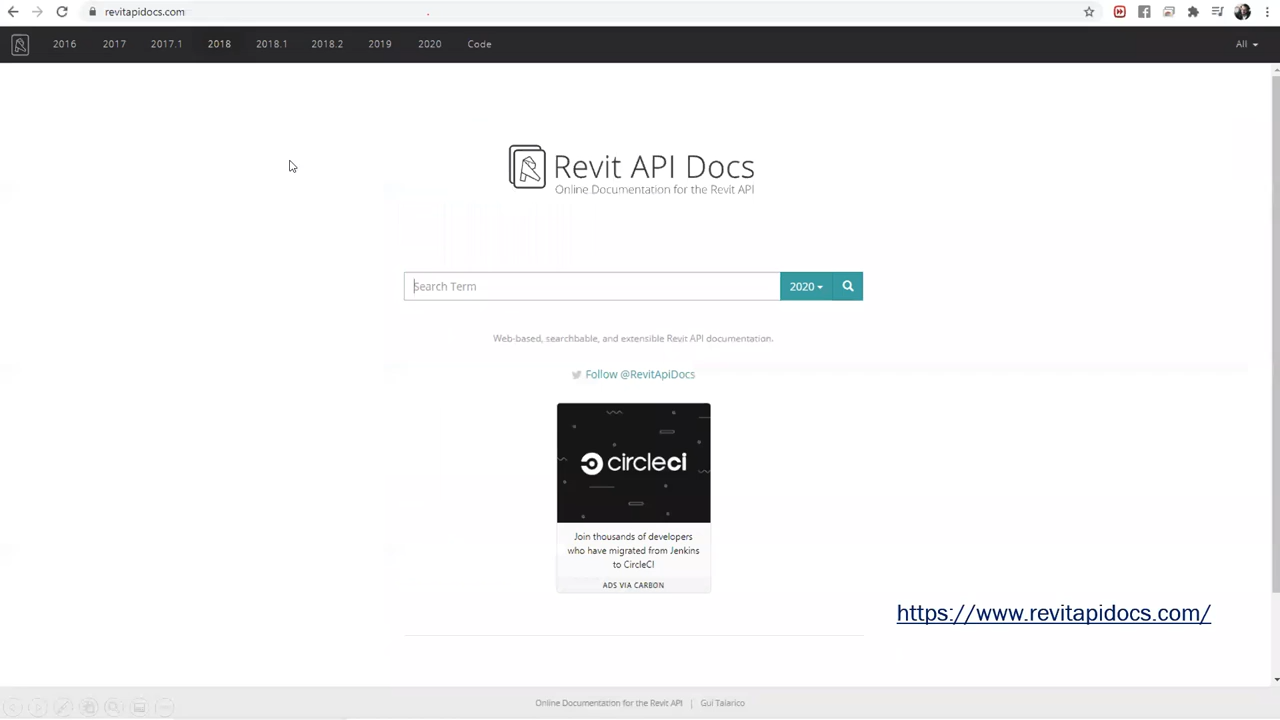 revitapidocs.com
2016 2017 2017.1 2018 2018.1 2018.2 2019 2020 Code All
Revit API Docs
Online Documentation for the Revit API
Search Term 2020
Web-based, searchbable, and extensible Revit API documentation.
Follow @RevitApiDocs
circleci
Join thousands of developers
who have migrated from Jenkins
to CircleCI
ADS VIA CARBON
https://www.revitapidocs.com/
Online Documentation for the Revit API | Gui Talarico